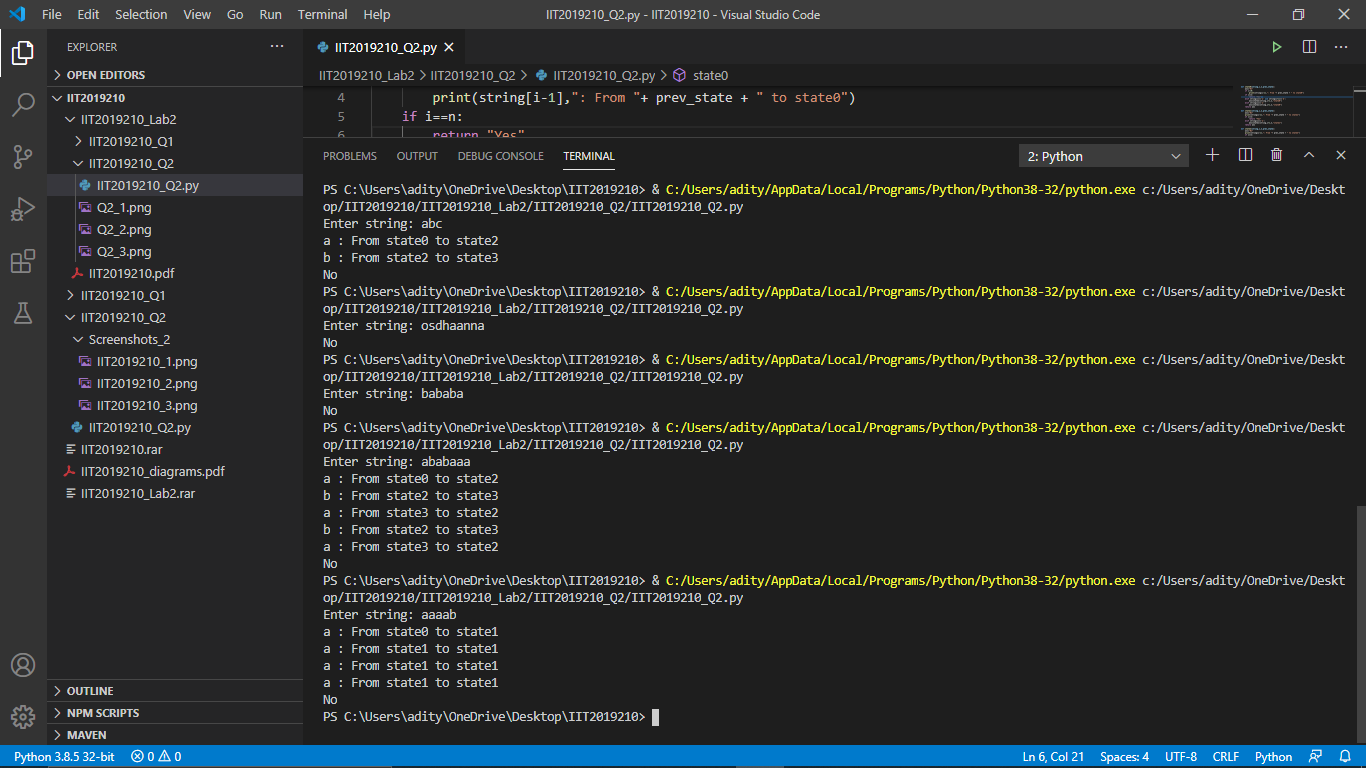 File Edit Selection View Go Run Terminal Help
IIT2019210_Q2.py - IIT2019210 - Visual Studio Code
EXPLORER
OPEN EDITORS
IIT2019210
IIT2019210_Lab2
IIT2019210_Q1
IIT2019210_Q2
IIT2019210_Q2.py
Q2_1.png
Q2_2.png
Q2_3.png
IIT2019210.pdf
IIT2019210_Q1
IIT2019210_Q2
Screenshots_2
IIT2019210_1.png
IIT2019210_2.png
IIT2019210_3.png
IIT2019210_Q2.py
IIT2019210.rar
IIT2019210_diagrams.pdf
IIT2019210_Lab2.rar
OUTLINE
NPM SCRIPTS
MAVEN
IIT2019210_Q2.py
IIT2019210_Lab2 > IIT2019210_Q2 > IIT2019210_Q2.py > state0
4 print(string[i-1],": From "+ prev_state + " to state0")
5 if i==n:
6 return "Yes"
PROBLEMS OUTPUT DEBUG CONSOLE TERMINAL 2: Python
PS C:\Users\adity\OneDrive\Desktop\IIT2019210> & C:/Users/adity/AppData/Local/Programs/Python/Python38-32/python.exe c:/Users/adity/OneDrive/Deskt
op/IIT2019210/IIT2019210_Lab2/IIT2019210_Q2/IIT2019210_Q2.py
Enter string: abc
a : From state0 to state2
b : From state2 to state3
No
PS C:\Users\adity\OneDrive\Desktop\IIT2019210> & C:/Users/adity/AppData/Local/Programs/Python/Python38-32/python.exe c:/Users/adity/OneDrive/Deskt
op/IIT2019210/IIT2019210_Lab2/IIT2019210_Q2/IIT2019210_Q2.py
Enter string: osdhaanna
No
PS C:\Users\adity\OneDrive\Desktop\IIT2019210> & C:/Users/adity/AppData/Local/Programs/Python/Python38-32/python.exe c:/Users/adity/OneDrive/Deskt
op/IIT2019210/IIT2019210_Lab2/IIT2019210_Q2/IIT2019210_Q2.py
Enter string: bababa
No
PS C:\Users\adity\OneDrive\Desktop\IIT2019210> & C:/Users/adity/AppData/Local/Programs/Python/Python38-32/python.exe c:/Users/adity/OneDrive/Deskt
op/IIT2019210/IIT2019210_Lab2/IIT2019210_Q2/IIT2019210_Q2.py
Enter string: ababaaa
a : From state0 to state2
b : From state2 to state3
a : From state3 to state2
b : From state2 to state3
a : From state3 to state2
No
PS C:\Users\adity\OneDrive\Desktop\IIT2019210> & C:/Users/adity/AppData/Local/Programs/Python/Python38-32/python.exe c:/Users/adity/OneDrive/Deskt
op/IIT2019210/IIT2019210_Lab2/IIT2019210_Q2/IIT2019210_Q2.py
Enter string: aaaab
a : From state0 to state1
a : From state1 to state1
a : From state1 to state1
a : From state1 to state1
No
PS C:\Users\adity\OneDrive\Desktop\IIT2019210>
Python 3.8.5 32-bit 0 0 Ln 6, Col 21 Spaces: 4 UTF-8 CRLF Python